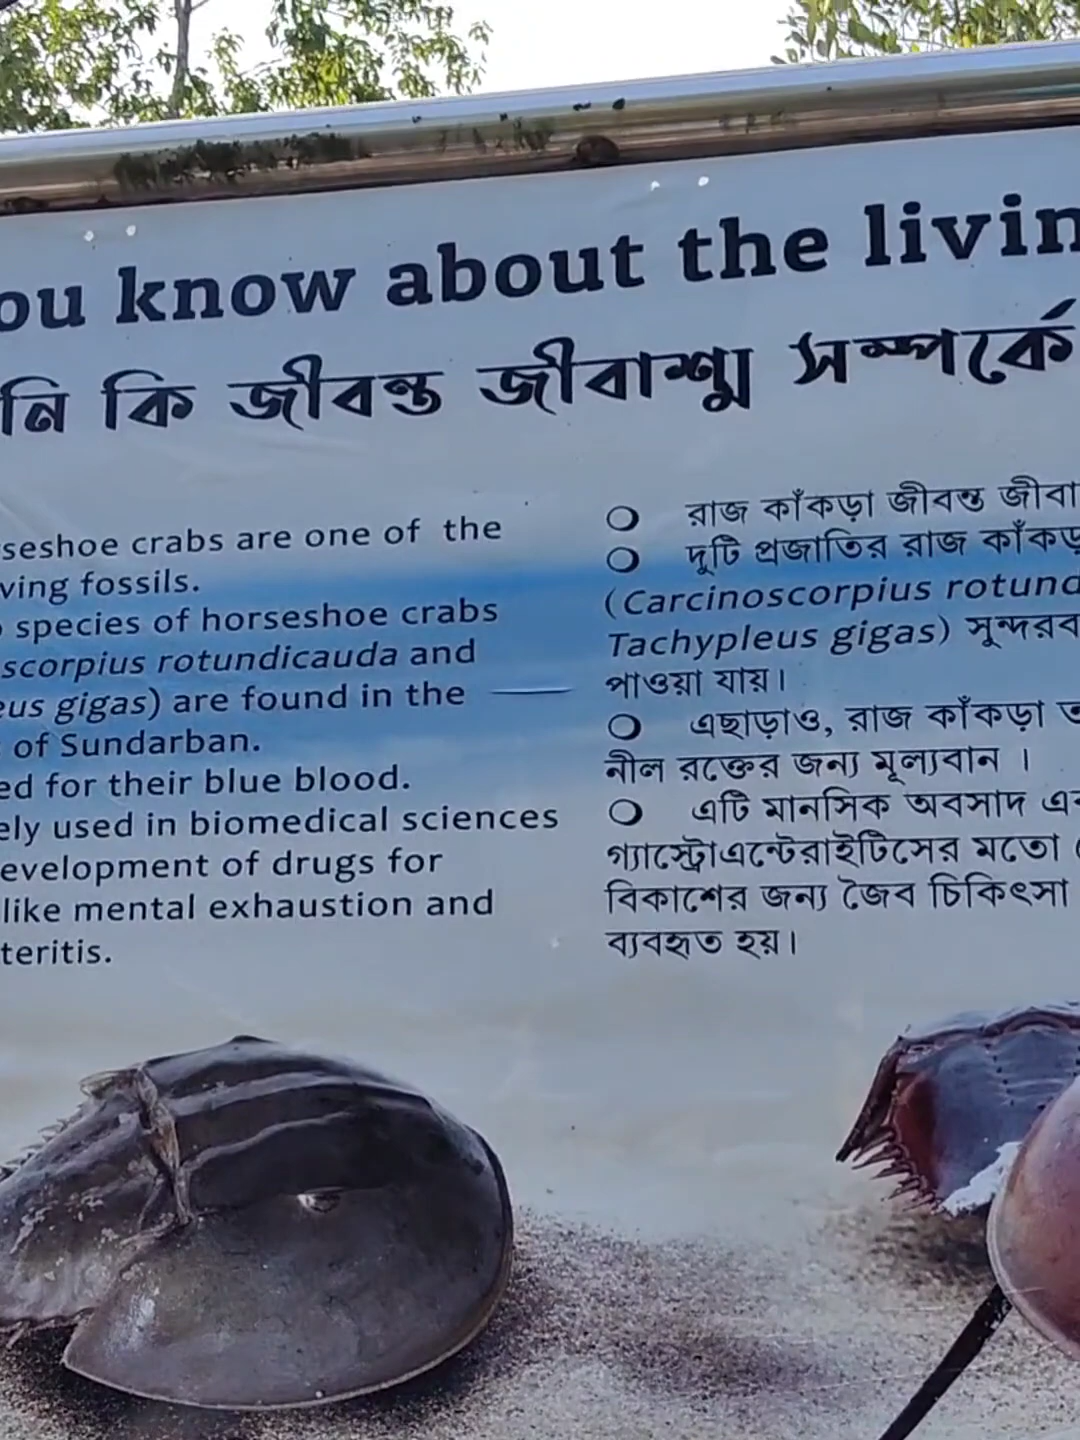 ou know about the livin
নি কি জীবন্ত জীবাশ্ম সম্পর্কে
seshoe crabs are one of the
ving fossils.
species of horseshoe crabs
scorpius rotundicauda and
eus gigas) are found in the
of Sundarban.
ed for their blue blood.
ely used in biomedical sciences
evelopment of drugs for
like mental exhaustion and
teritis.
রাজ কাঁকড়া জীবন্ত জীবা
দুটি প্রজাতির রাজ কাঁকড়
(Carcinoscorpius rotund
Tachypleus gigas) সুন্দরব
পাওয়া যায়।
এছাড়াও, রাজ কাঁকড়া ত
নীল রক্তের জন্য মূল্যবান ।
এটি মানসিক অবসাদ এ
গ্যাস্ট্রোএন্টেরাইটিসের মতো
বিকাশের জন্য জৈব চিকিৎসা
ব্যবহৃত হয়।